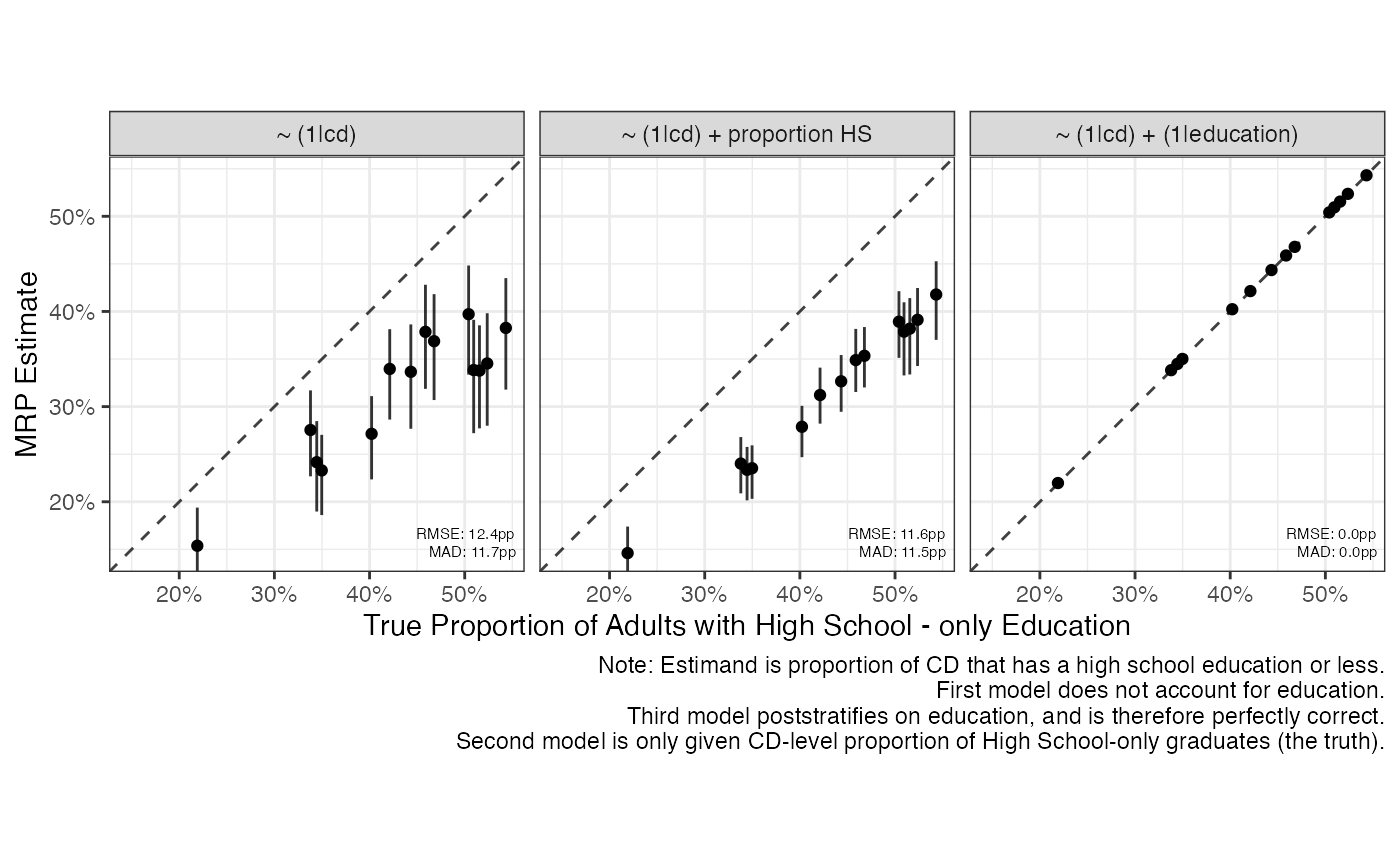 ~ (1|cd)
~ (1|cd) + proportion HS
~ (1|cd) + (1|education)
MRP Estimate
50%
40%
30%
20%
RMSE: 12.4pp
MAD: 11.7pp
RMSE: 11.6pp
MAD: 11.5pp
RMSE: 0.0pp
MAD: 0.0pp
20% 30% 40% 50%
20% 30% 40% 50%
20% 30% 40% 50%
True Proportion of Adults with High School - only Education
Note: Estimand is proportion of CD that has a high school education or less.
First model does not account for education.
Third model poststratifies on education, and is therefore perfectly correct.
Second model is only given CD-level proportion of High School-only graduates (the truth).